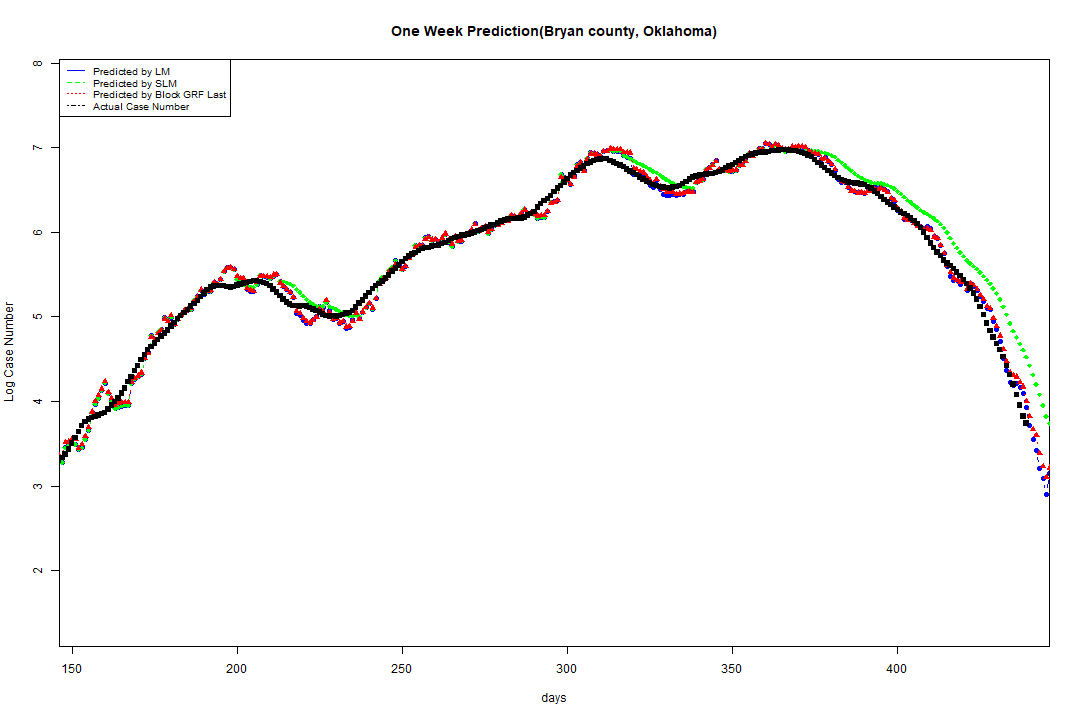 One Week Prediction(Bryan county, Oklahoma)
Predicted by LM
Predicted by SLM
Predicted by Block GRF Last
Actual Case Number
8
7
6
5
4
3
2
Log Case Number
150 200 250 300 350 400
days